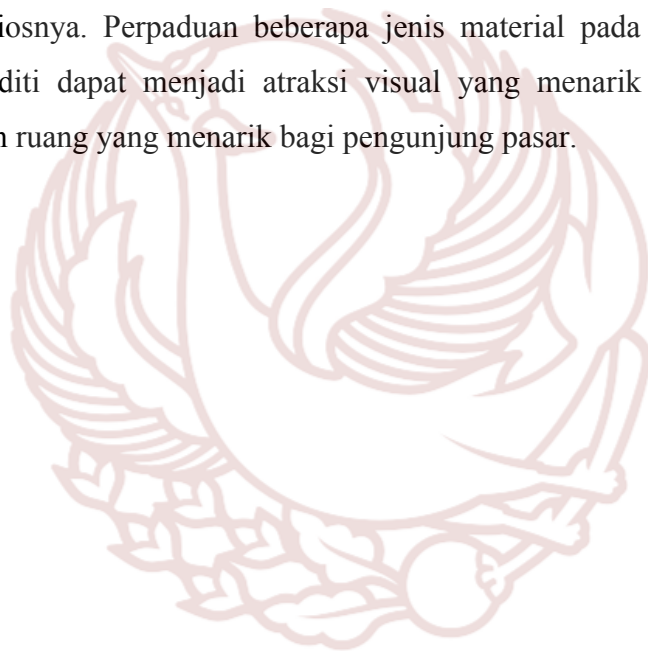 iosnya. Perpaduan beberapa jenis material pada
diti dapat menjadi atraksi visual yang menarik
ruang yang menarik bagi pengunjung pasar.